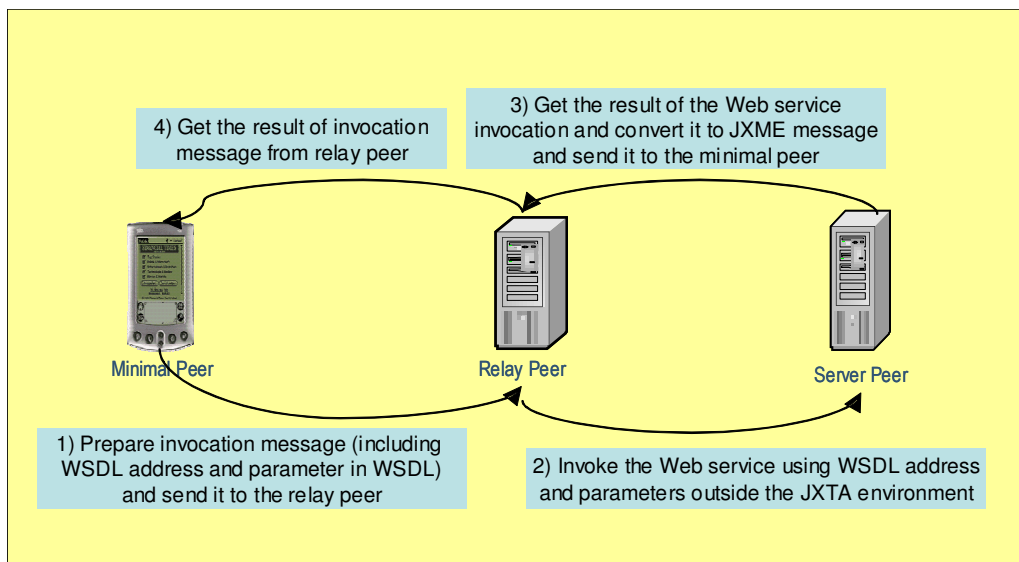 3) Get the result of the Web service
invocation and convert it to JXME message
and send it to the minimal peer
4) Get the result of invocation
message from relay peer
Minimal Peer
Relay Peer
Server Peer
1) Prepare invocation message (including
WSDL address and parameter in WSDL)
and send it to the relay peer
2) Invoke the Web service using WSDL address
and parameters outside the JXTA environment